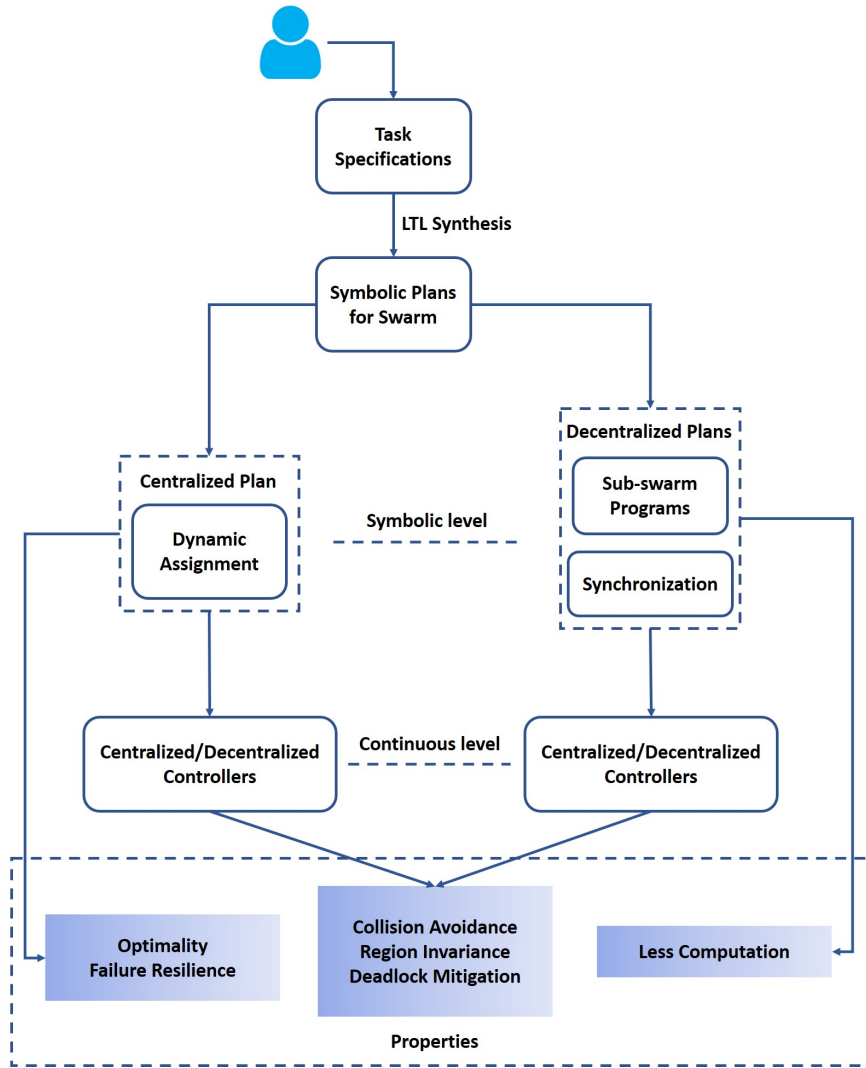 Task
Specifications
LTL Synthesis
Symbolic Plans
for Swarm
Centralized Plan
Dynamic
Assignment
Symbolic level
Decentralized Plans
Sub-swarm
Programs
Synchronization
Centralized/Decentralized
Controllers
Continuous level
Centralized/Decentralized
Controllers
Optimality
Failure Resilience
Collision Avoidance
Region Invariance
Deadlock Mitigation
Less Computation
Properties